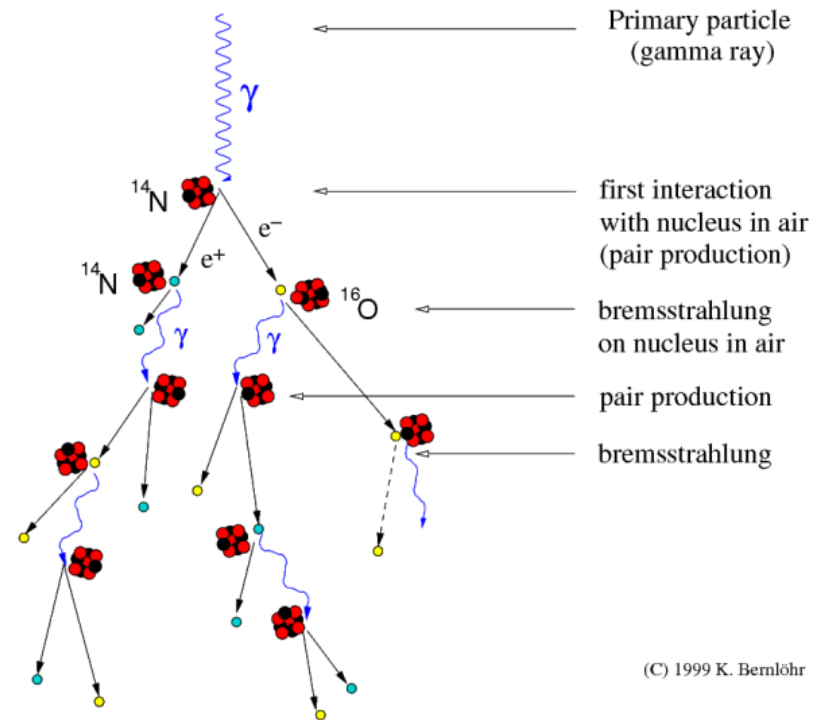 Primary particle
(gamma ray)
γ
¹⁴N
first interaction
with nucleus in air
(pair production)
e⁻
e⁺
¹⁴N
¹⁶O
bremsstrahlung
on nucleus in air
γ
γ
pair production
bremsstrahlung
(C) 1999 K. Bernlöhr